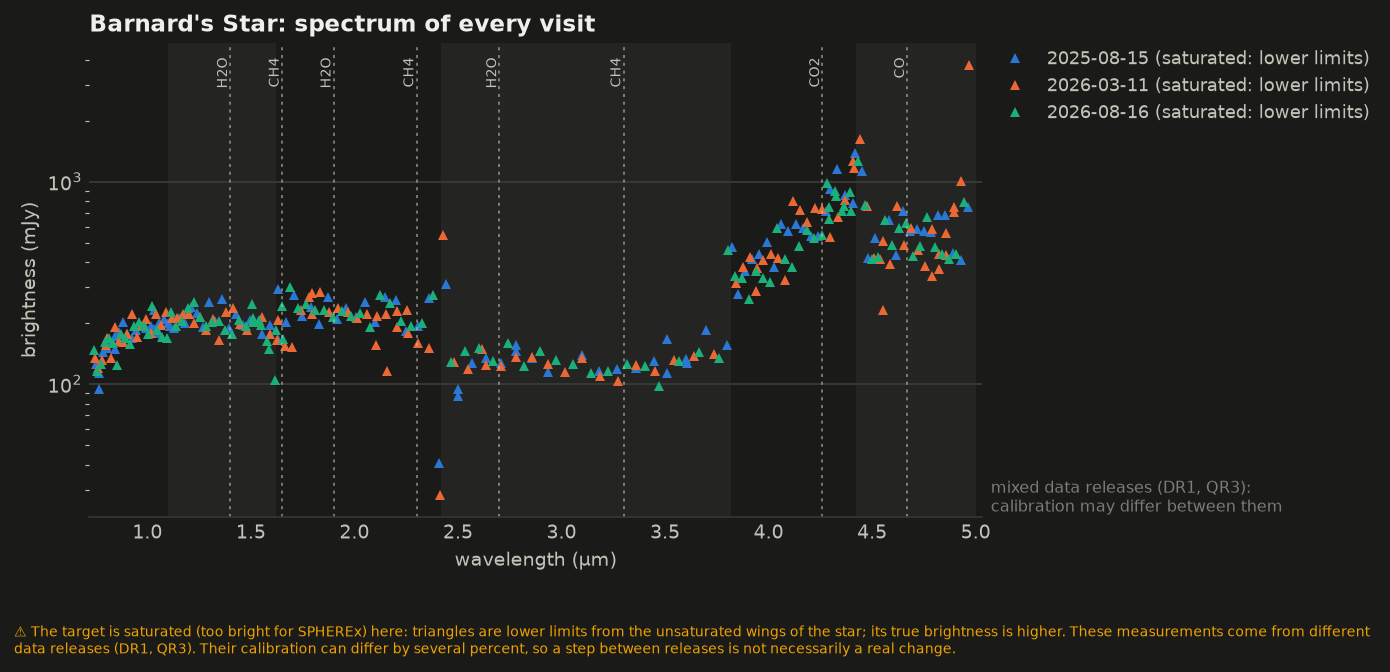 Barnard's Star: spectrum of every visit
H2O
CH4
H2O
CH4
H2O
CH4
CO2
CO
2025-08-15 (saturated: lower limits)
2026-03-11 (saturated: lower limits)
2026-08-16 (saturated: lower limits)
10³
10²
brightness (mJy)
mixed data releases (DR1, QR3):
calibration may differ between them
1.0 1.5 2.0 2.5 3.0 3.5 4.0 4.5 5.0
wavelength (µm)
⚠ The target is saturated (too bright for SPHEREx) here: triangles are lower limits from the unsaturated wings of the star; its true brightness is higher. These measurements come from different
data releases (DR1, QR3). Their calibration can differ by several percent, so a step between releases is not necessarily a real change.